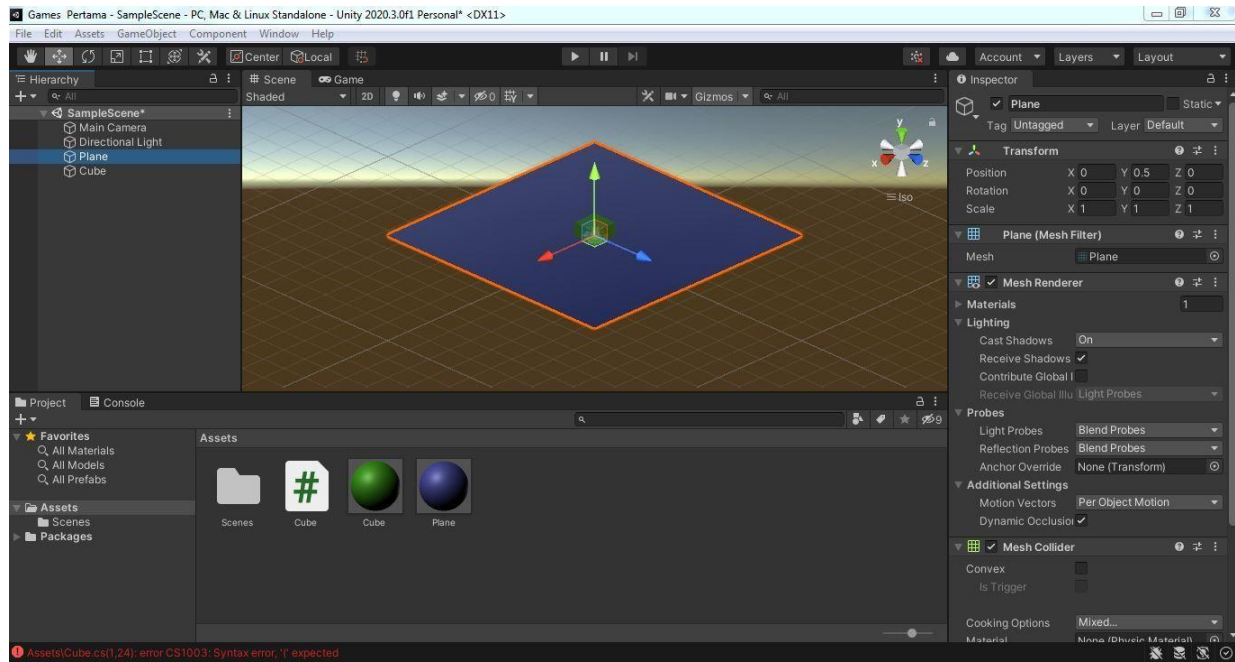 Games Pertama - SampleScene - PC, Mac & Linux Standalone - Unity 2020.3.0f1 Personal* <DX11>
File Edit Assets GameObject Component Window Help
Center Local Account Layers Layout
Hierarchy
All
SampleScene*
Main Camera
Directional Light
Plane
Cube
# Scene Game
Shaded 2D 0 Gizmos All
y
x z
Iso
Inspector
Plane Static
Tag Untagged Layer Default
Transform
Position X 0 Y 0.5 Z 0
Rotation X 0 Y 0 Z 0
Scale X 1 Y 1 Z 1
Plane (Mesh Filter)
Mesh Plane
Mesh Renderer
Materials 1
Lighting
Cast Shadows On
Receive Shadows
Contribute Global I
Receive Global Illu Light Probes
Probes
Light Probes Blend Probes
Reflection Probes Blend Probes
Anchor Override None (Transform)
Additional Settings
Motion Vectors Per Object Motion
Dynamic Occlusion
Mesh Collider
Convex
Is Trigger
Cooking Options Mixed...
Material None (Physic Material)
Project Console
9
Favorites
All Materials
All Models
All Prefabs
Assets
Scenes
Packages
Assets
#
Scenes Cube Cube Plane
Assets\Cube.cs(1,24): error CS1003: Syntax error, '(' expected